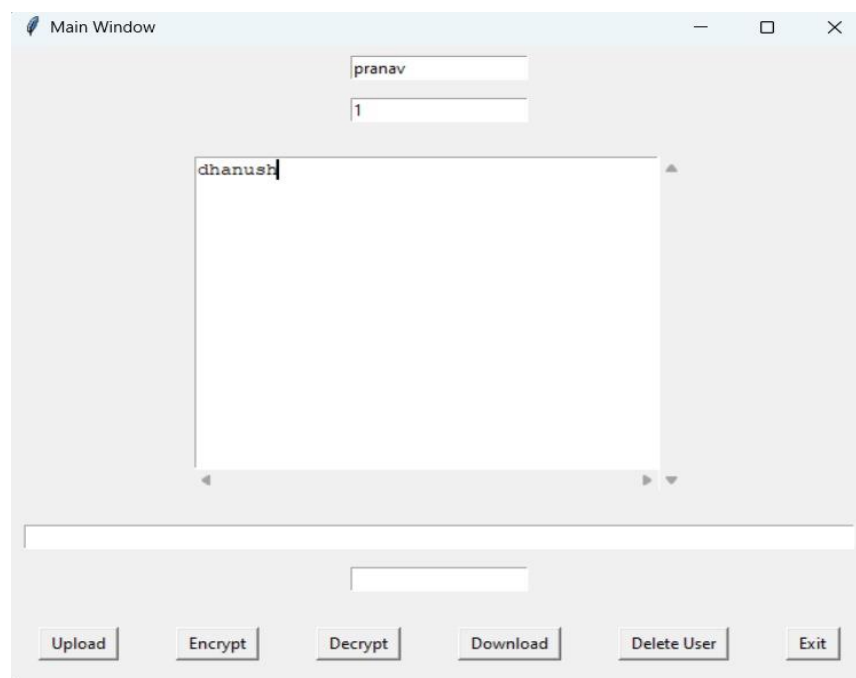 Main Window
pranav
1
dhanush
Upload Encrypt Decrypt Download Delete User Exit